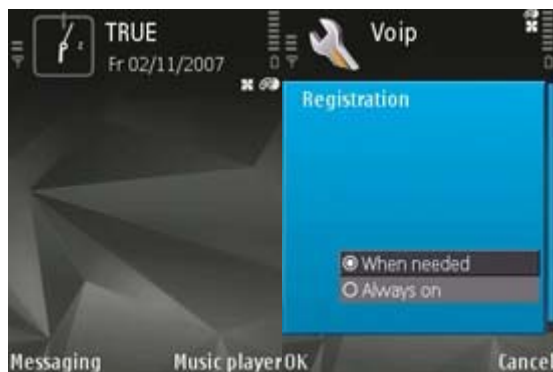 TRUE
Fr 02/11/2007
Messaging
Music player
Voip
Registration
When needed
Always on
OK
Cancel